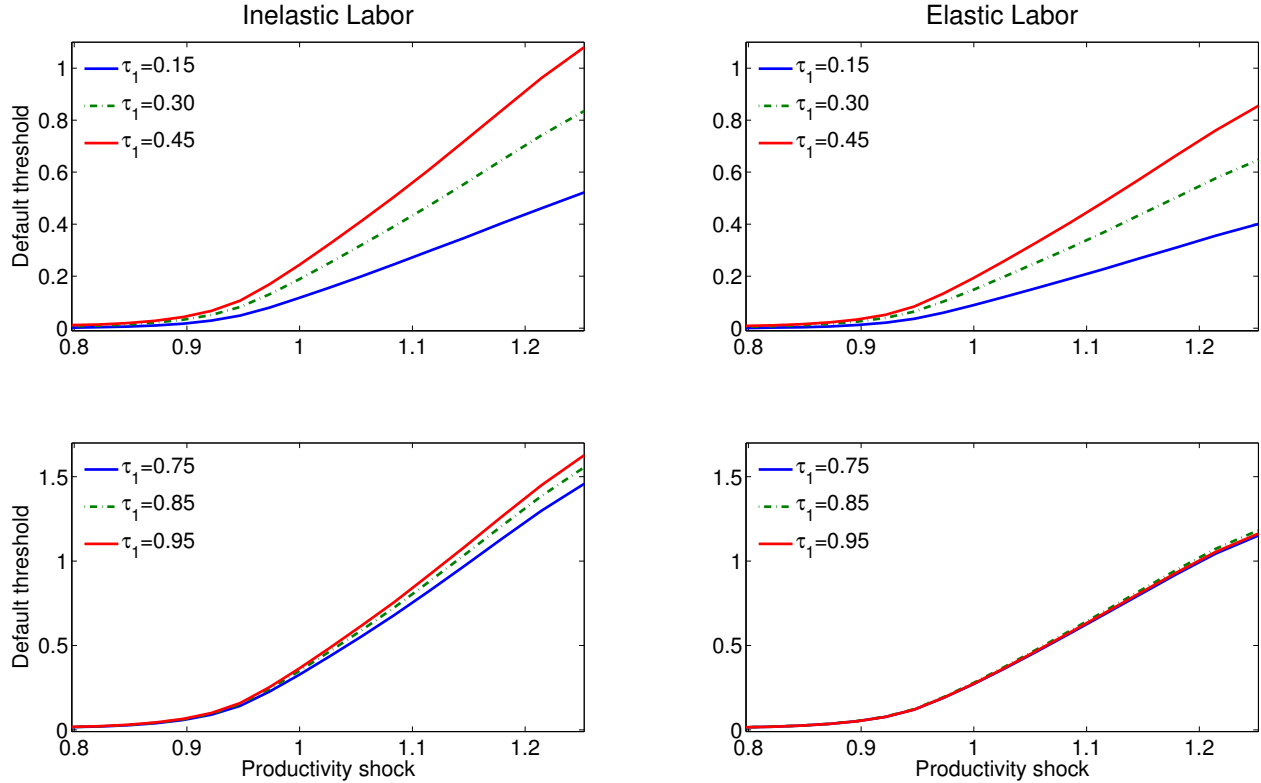 Inelastic Labor
Default threshold
1
0.8
0.6
0.4
0.2
0
τ1=0.15
τ1=0.30
τ1=0.45
0.8 0.9 1 1.1 1.2
Elastic Labor
1
0.8
0.6
0.4
0.2
0
τ1=0.15
τ1=0.30
τ1=0.45
0.8 0.9 1 1.1 1.2
Default threshold
1.5
1
0.5
0
τ1=0.75
τ1=0.85
τ1=0.95
0.8 0.9 1 1.1 1.2
Productivity shock
1.5
1
0.5
0
τ1=0.75
τ1=0.85
τ1=0.95
0.8 0.9 1 1.1 1.2
Productivity shock